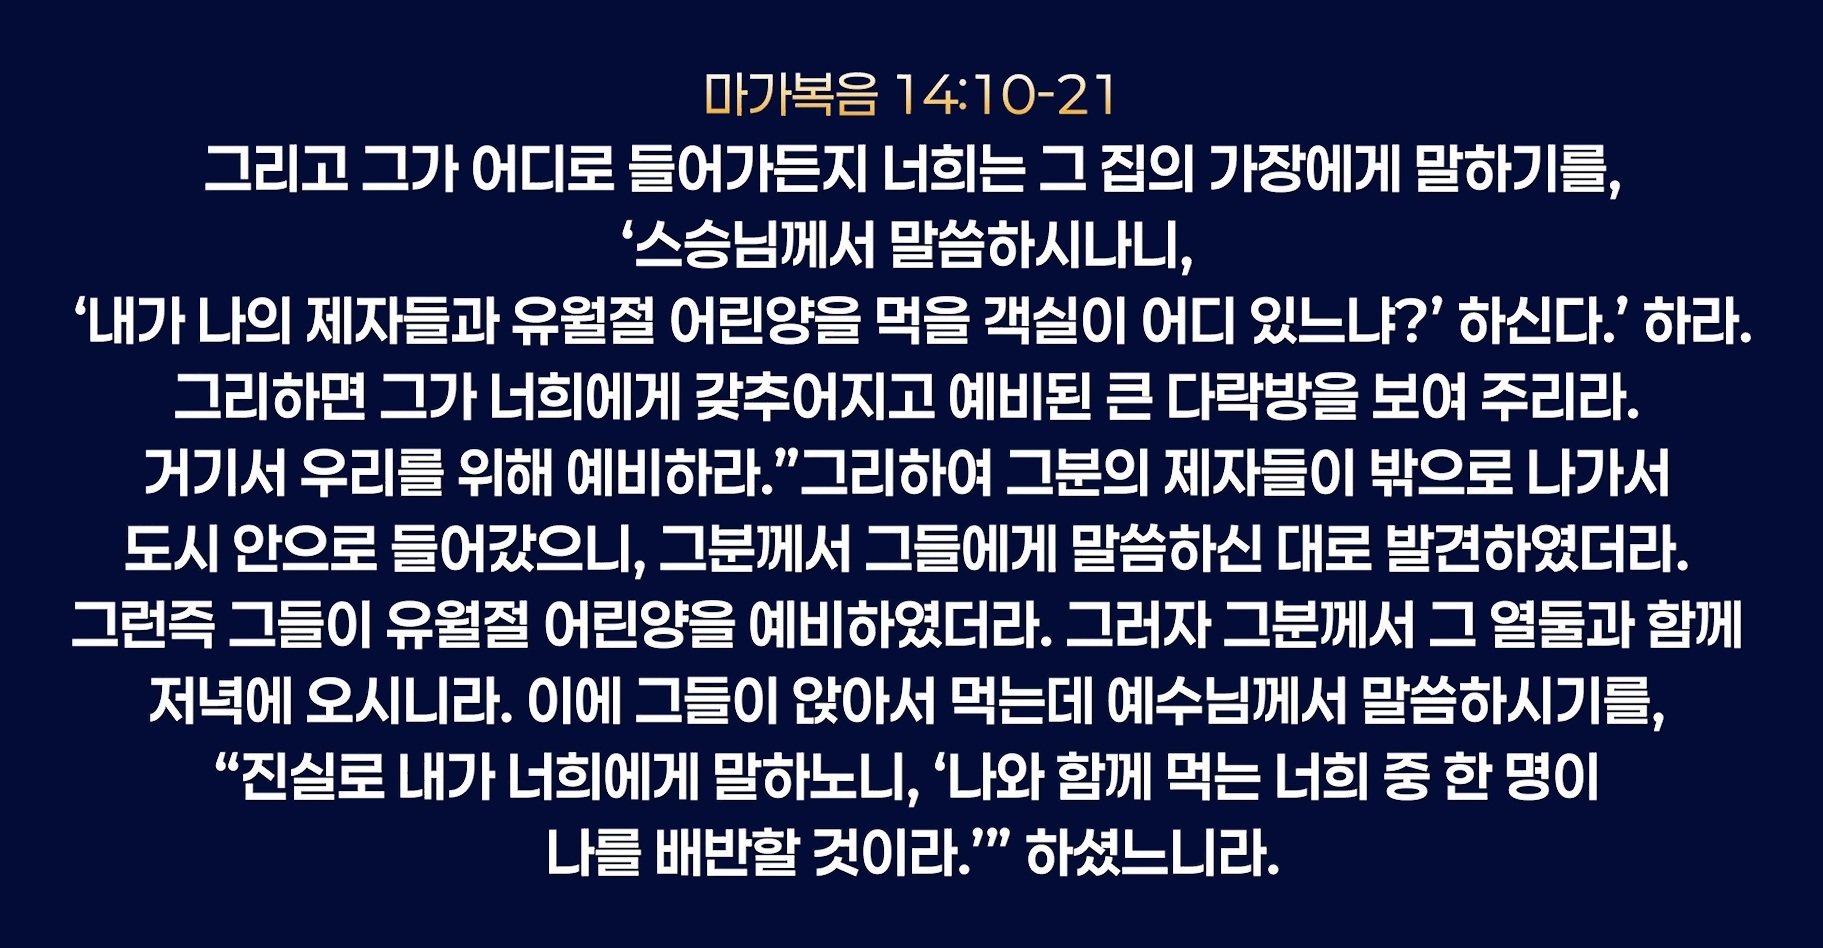 마가복음 14:10-21
그리고 그가 어디로 들어가든지 너희는 그 집의 가장에게 말하기를,
‘스승님께서 말씀하시나니,
‘내가 나의 제자들과 유월절 어린양을 먹을 객실이 어디 있느냐?’ 하신다.’ 하라.
그리하면 그가 너희에게 갖추어지고 예비된 큰 다락방을 보여 주리라.
거기서 우리를 위해 예비하라.”그리하여 그분의 제자들이 밖으로 나가서
도시 안으로 들어갔으니, 그분께서 그들에게 말씀하신 대로 발견하였더라.
그런즉 그들이 유월절 어린양을 예비하였더라. 그러자 그분께서 그 열둘과 함께
저녁에 오시니라. 이에 그들이 앉아서 먹는데 예수님께서 말씀하시기를,
“진실로 내가 너희에게 말하노니, ‘나와 함께 먹는 너희 중 한 명이
나를 배반할 것이라.’” 하셨느니라.